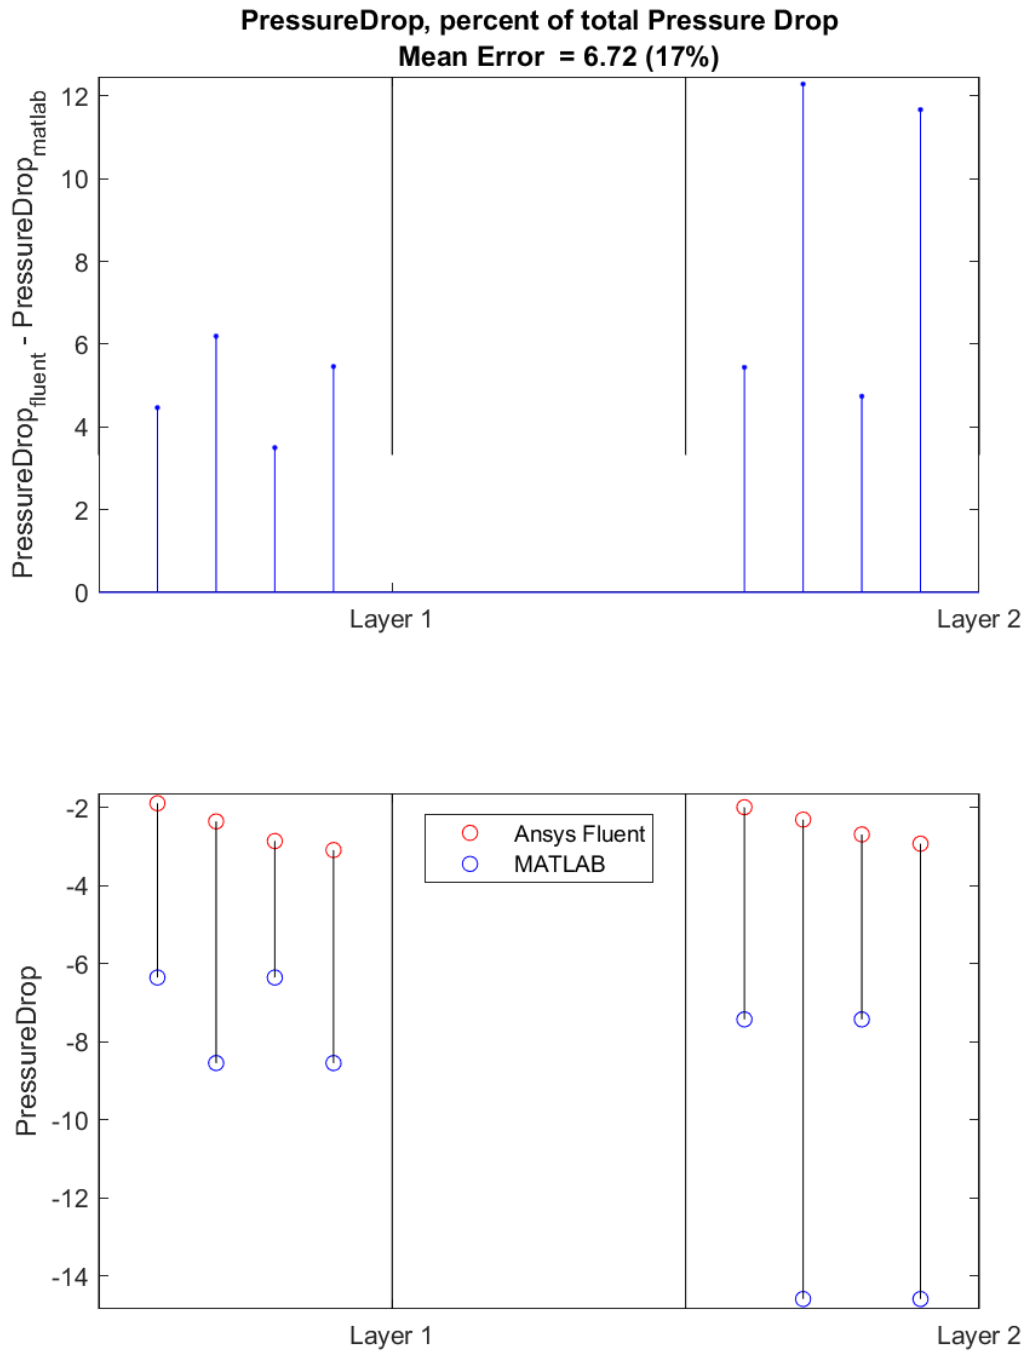 PressureDrop, percent of total Pressure Drop
Mean Error = 6.72 (17%)
PressureDrop_fluent - PressureDrop_matlab
12
10
8
6
4
2
0
Layer 1
Layer 2
PressureDrop
-2
-4
-6
-8
-10
-12
-14
Ansys Fluent
MATLAB
Layer 1
Layer 2